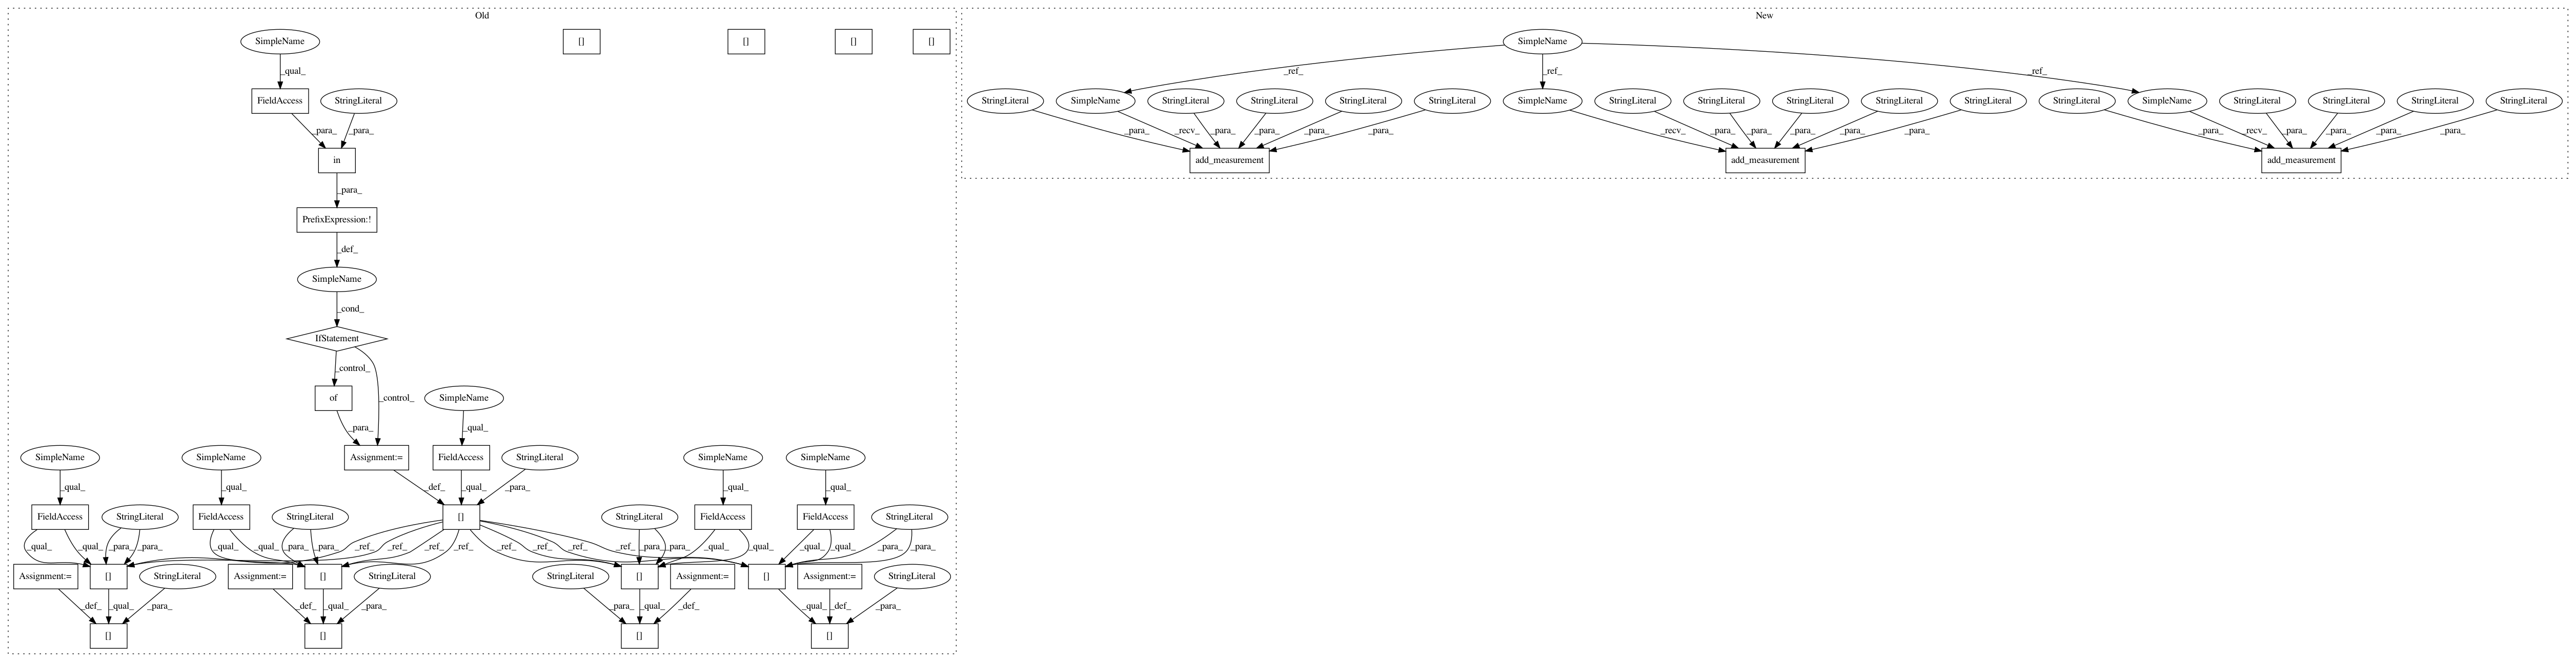 Old
New
SimpleName
[]
[]
[]
[]
SimpleName
_qual_
_ref_
_ref_
_ref_
FieldAccess
StringLiteral
StringLiteral
SimpleName
StringLiteral
StringLiteral
StringLiteral
StringLiteral
SimpleName
StringLiteral
StringLiteral
StringLiteral
StringLiteral
StringLiteral
StringLiteral
SimpleName
StringLiteral
StringLiteral
StringLiteral
StringLiteral
_para_
_para_
_para_
_recv_
_para_
_para_
_para_
_para_
_recv_
_para_
_para_
_para_
_para_
_para_
_para_
_recv_
_para_
_para_
_para_
_para_
in
add_measurement
add_measurement
add_measurement
_para_
PrefixExpression:!
_def_
SimpleName
_cond_
IfStatement
_control_
_control_
of
SimpleName
_para_
_qual_
SimpleName
SimpleName
Assignment:=
FieldAccess
StringLiteral
SimpleName
SimpleName
_qual_
_qual_
_def_
_qual_
_para_
_qual_
_qual_
FieldAccess
StringLiteral
FieldAccess
StringLiteral
[]
StringLiteral
FieldAccess
FieldAccess
StringLiteral
_qual_
_qual_
_para_
_para_
_qual_
_qual_
_para_
_para_
_ref_
_ref_
_ref_
_ref_
_ref_
_ref_
_ref_
_ref_
_para_
_para_
_qual_
_qual_
_qual_
_qual_
_para_
_para_
Assignment:=
[]
StringLiteral
Assignment:=
[]
StringLiteral
StringLiteral
[]
Assignment:=
[]
Assignment:=
StringLiteral
_def_
_qual_
_para_
_def_
_qual_
_para_
_para_
_qual_
_def_
_qual_
_def_
_para_
[]
[]
[]
[]